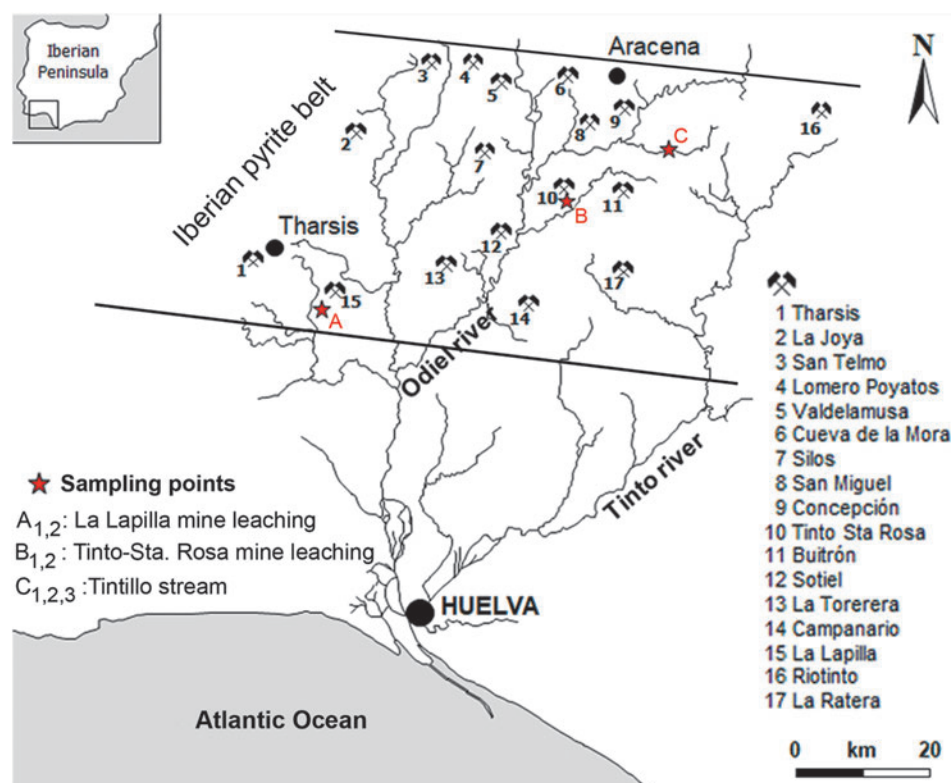 Iberian
Peninsula
Aracena
N
3
4
5
6
9
8
16
C
2
7
Iberian pyrite belt
10
B
11
Tharsis
12
1
13
17
15
A
14
Odiel river
Tinto river
1 Tharsis
2 La Joya
3 San Telmo
4 Lomero Poyatos
5 Valdelamusa
6 Cueva de la Mora
7 Silos
8 San Miguel
9 Concepción
10 Tinto Sta Rosa
11 Buitrón
12 Sotiel
13 La Torerera
14 Campanario
15 La Lapilla
16 Riotinto
17 La Ratera
Sampling points
A1,2: La Lapilla mine leaching
B1,2 : Tinto-Sta. Rosa mine leaching
C1,2,3 :Tintillo stream
HUELVA
Atlantic Ocean
0 km 20